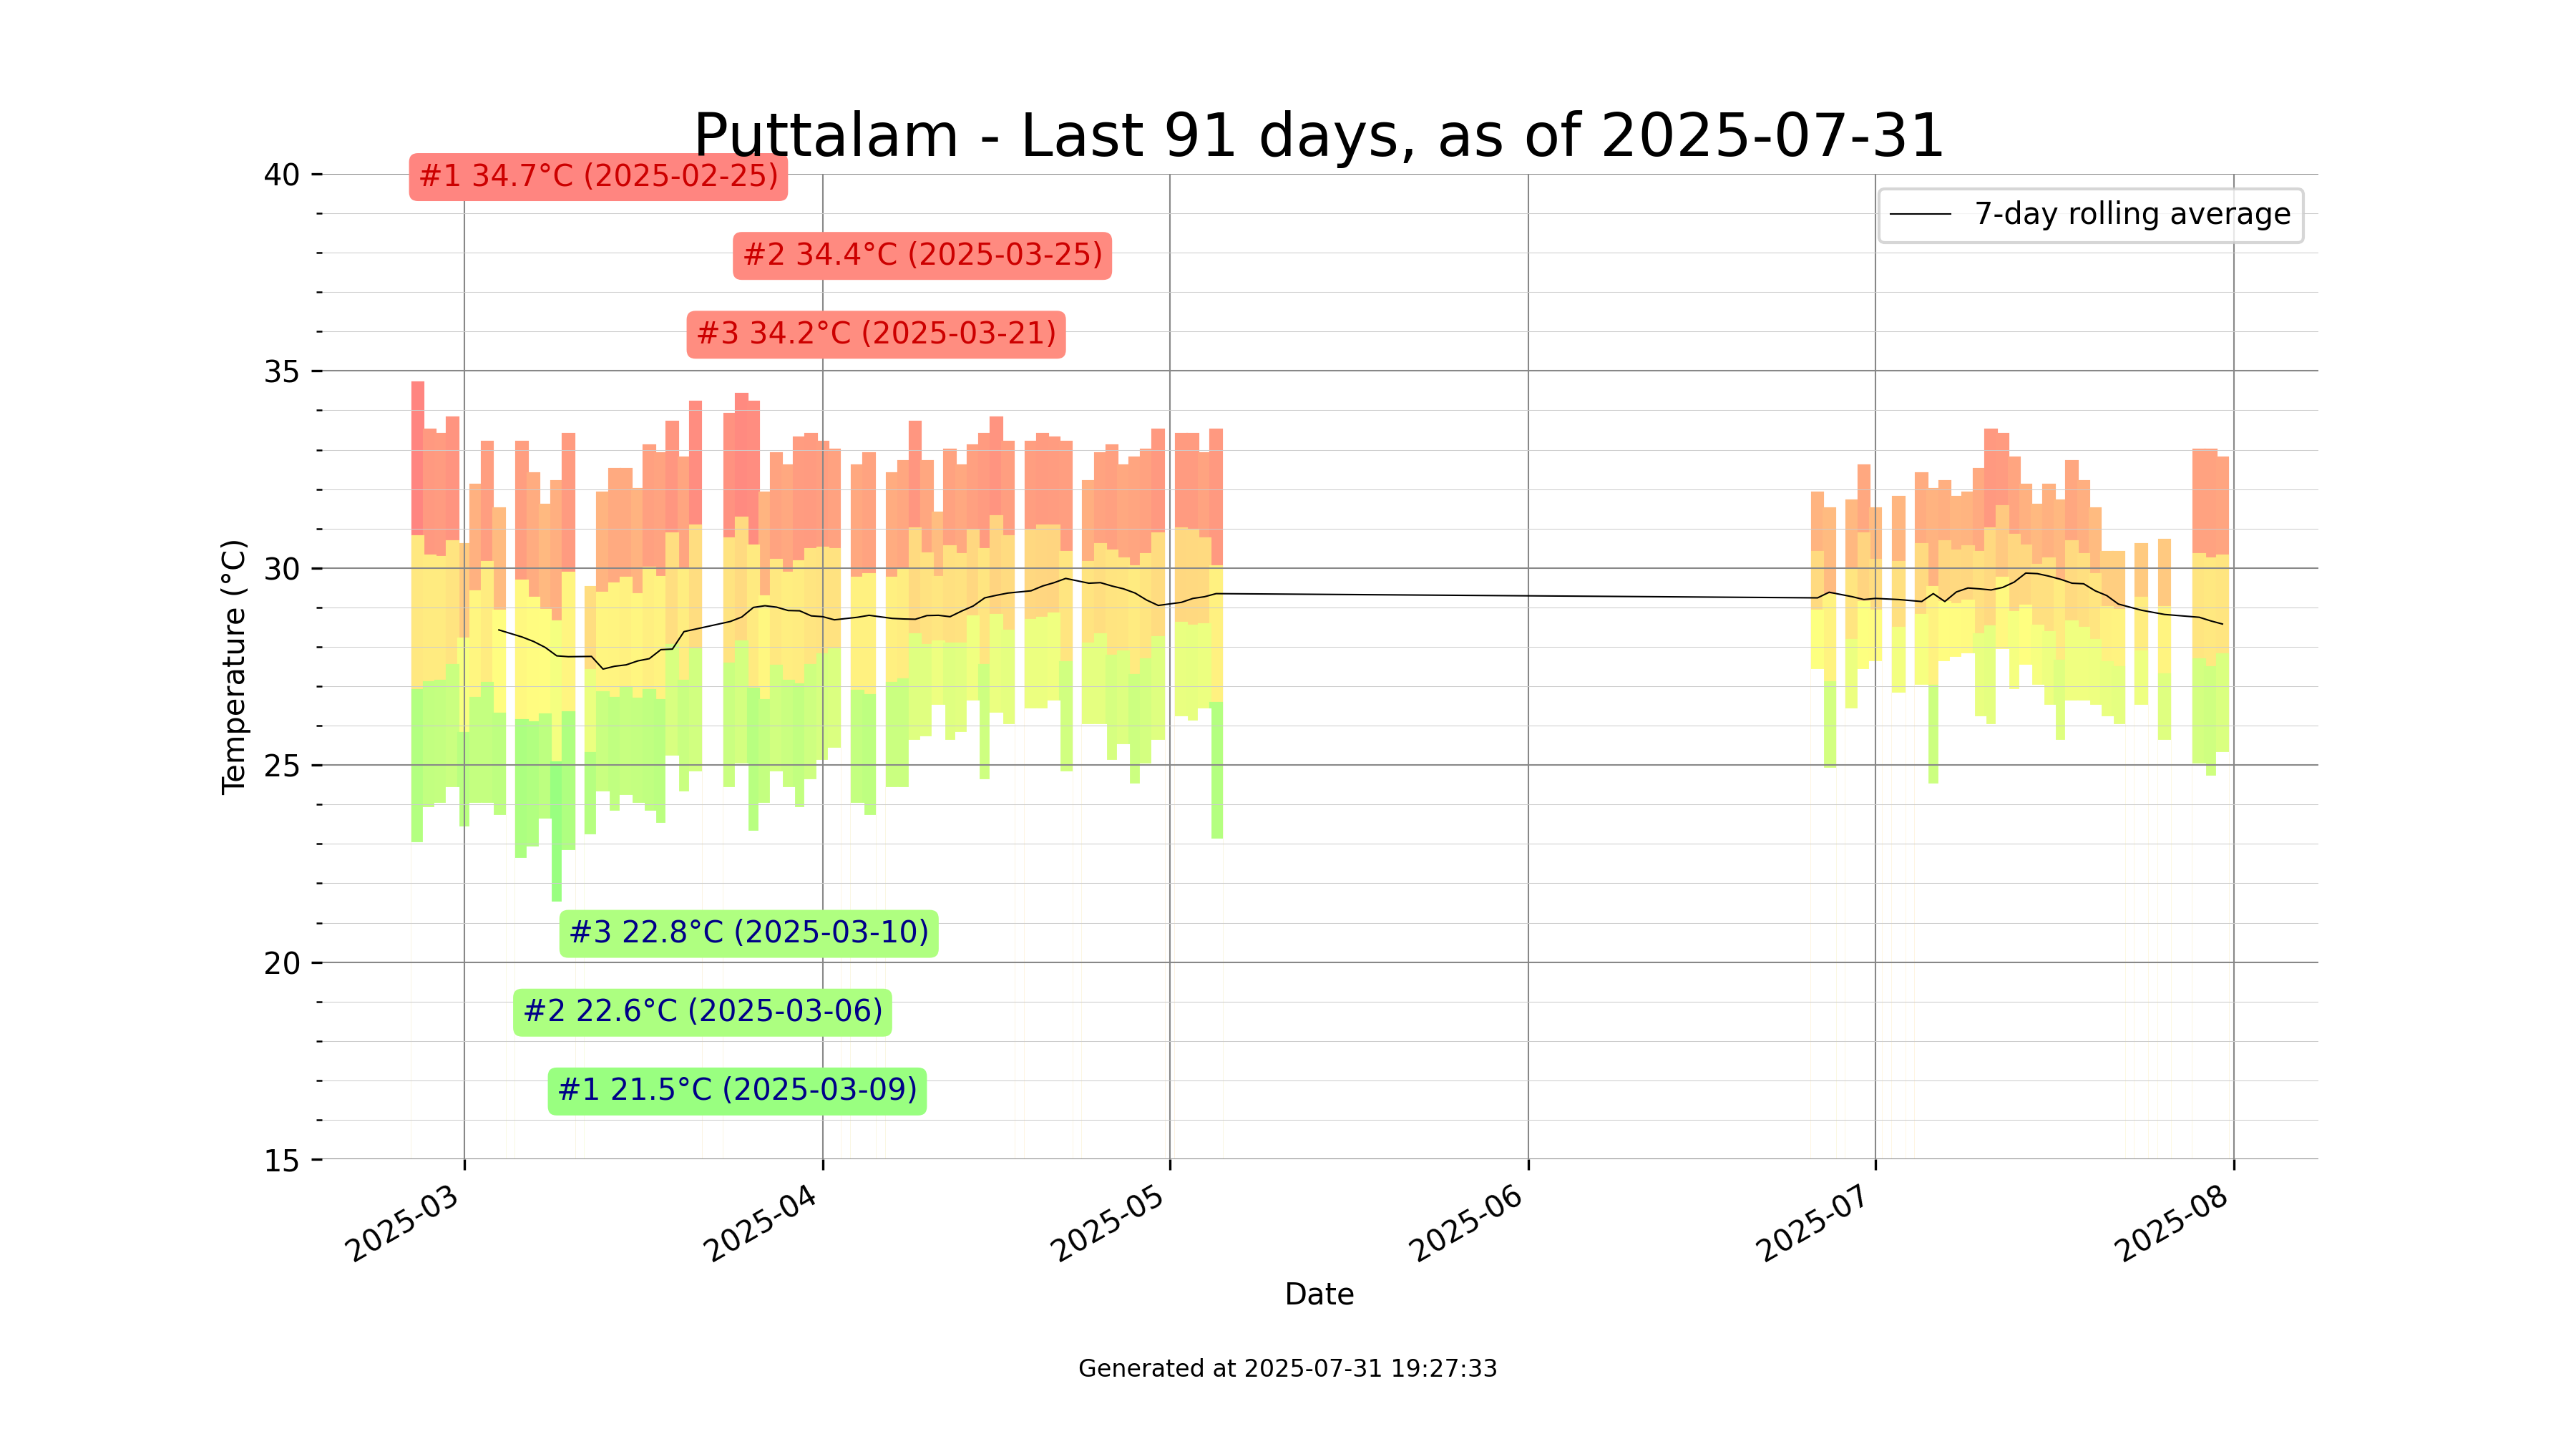 Puttalam - Last 91 days, as of 2025-07-31
#1 34.7°C (2025-02-25)
#2 34.4°C (2025-03-25)
#3 34.2°C (2025-03-21)
7-day rolling average
40
35
30
25
20
15
Temperature (°C)
#3 22.8°C (2025-03-10)
#2 22.6°C (2025-03-06)
#1 21.5°C (2025-03-09)
2025-03
2025-04
2025-05
2025-06
2025-07
2025-08
Date
Generated at 2025-07-31 19:27:33